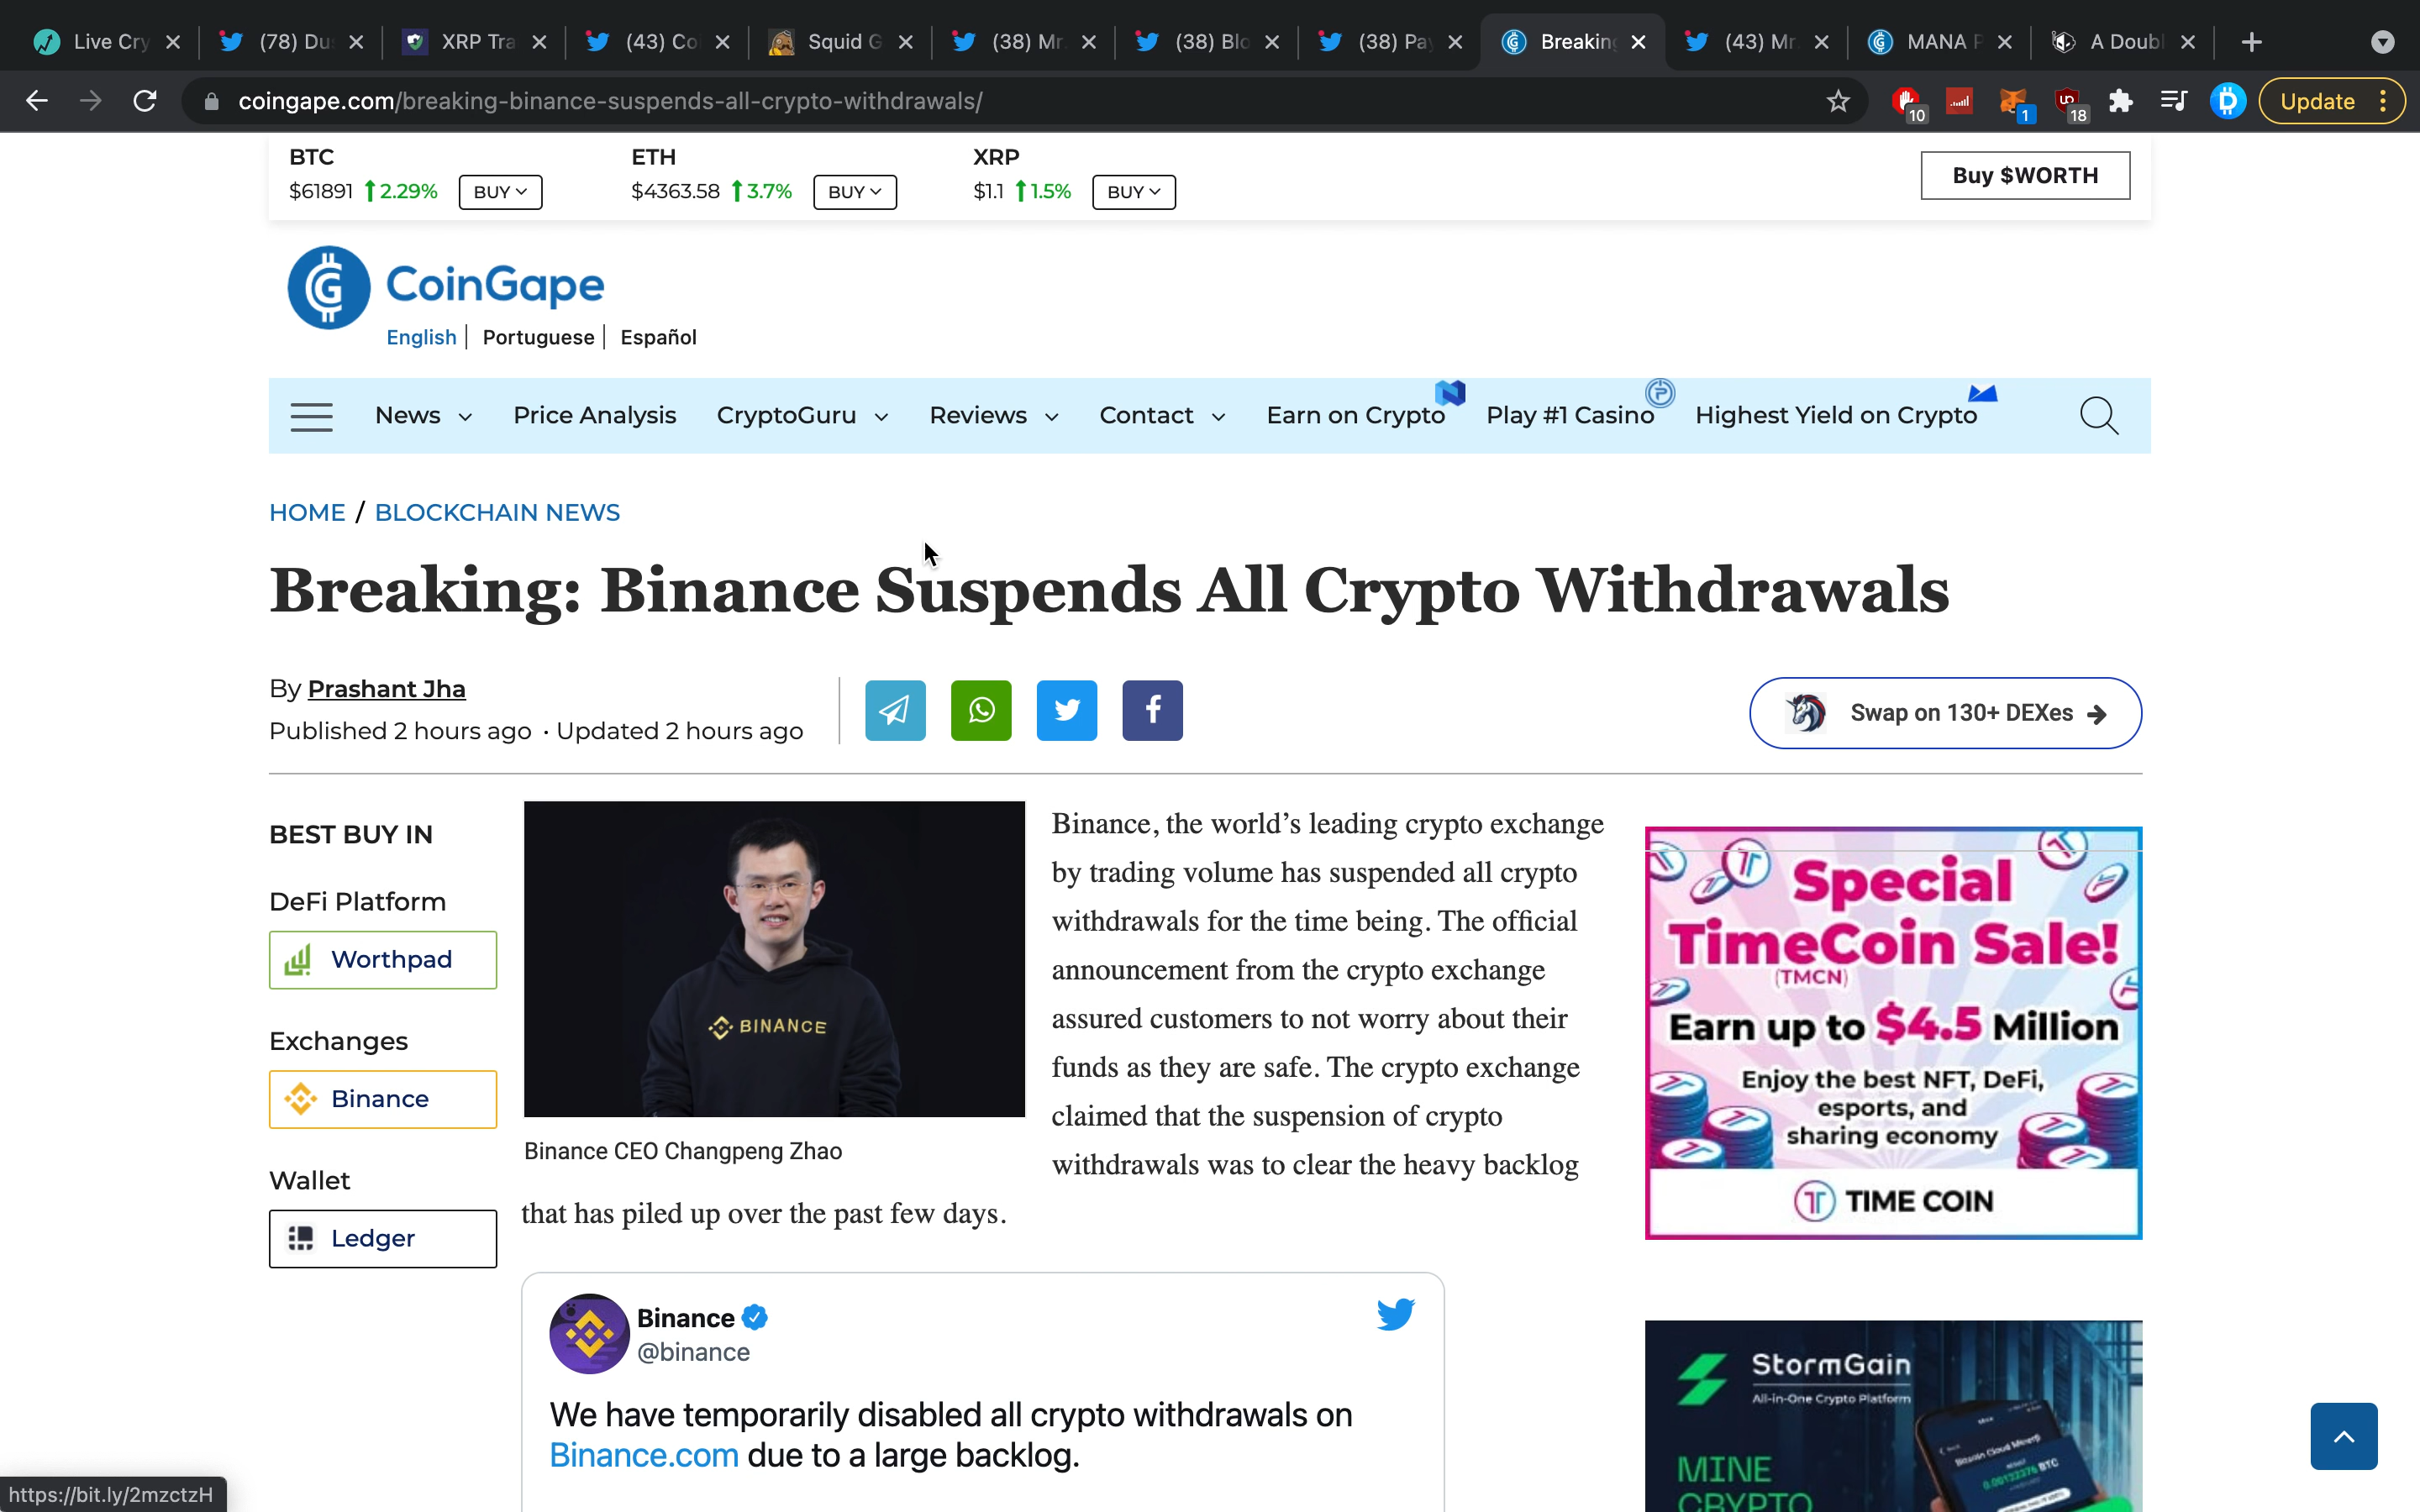 Live Cry
(78) Du
XRP Tra
(43) Co
Squid G
(38) Mr.
(38) Blo
(38) Pay
Breaking
(43) Mr.
MANA P
A Doubl
coingape.com/breaking-binance-suspends-all-crypto-withdrawals/
10
1
18
Update
BTC
$61891 2.29% BUY
ETH
$4363.58 3.7% BUY
XRP
$1.1 1.5% BUY
Buy $WORTH
CoinGape
English | Portuguese | Español
News
Price Analysis
CryptoGuru
Reviews
Contact
Earn on Crypto
Play #1 Casino
Highest Yield on Crypto
HOME / BLOCKCHAIN NEWS
Breaking: Binance Suspends All Crypto Withdrawals
By Prashant Jha
Published 2 hours ago · Updated 2 hours ago
Swap on 130+ DEXes
BEST BUY IN
DeFi Platform
Worthpad
Exchanges
Binance
Wallet
Ledger
BINANCE
Binance CEO Changpeng Zhao
Binance, the world’s leading crypto exchange
by trading volume has suspended all crypto
withdrawals for the time being. The official
announcement from the crypto exchange
assured customers to not worry about their
funds as they are safe. The crypto exchange
claimed that the suspension of crypto
withdrawals was to clear the heavy backlog
that has piled up over the past few days.
Binance
@binance
We have temporarily disabled all crypto withdrawals on
Binance.com due to a large backlog.
Special
TimeCoin Sale!
(TMCN)
Earn up to $4.5 Million
Enjoy the best NFT, DeFi,
esports, and
sharing economy
TIME COIN
StormGain
All-in-One Crypto Platform
Bitcoin Cloud Mining
0.00122376 BTC
MINE
CRYPTO
https://bit.ly/2mzctzH